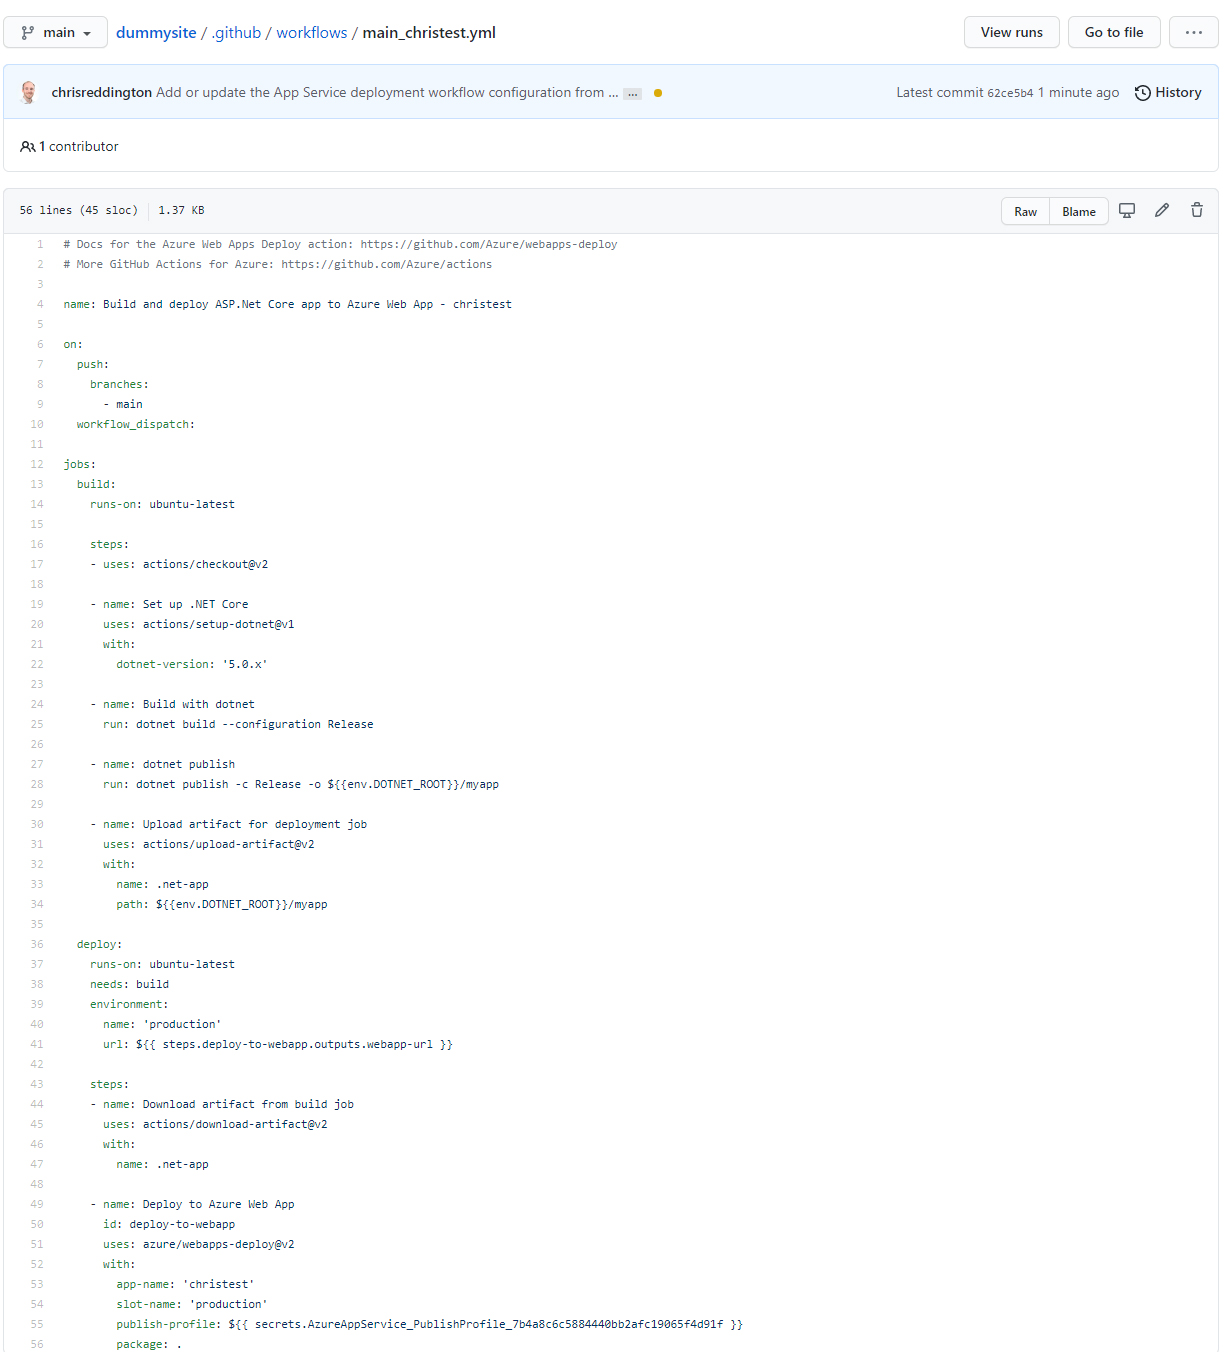 main
dummysite / .github / workflows / main_christest.yml
View runs
Go to file
...
chrisreddington Add or update the App Service deployment workflow configuration from ... ...
Latest commit 62ce5b4 1 minute ago
History
1 contributor
56 lines (45 sloc) 1.37 KB
Raw
Blame
1 # Docs for the Azure Web Apps Deploy action: https://github.com/Azure/webapps-deploy
2 # More GitHub Actions for Azure: https://github.com/Azure/actions
3
4 name: Build and deploy ASP.Net Core app to Azure Web App - christest
5
6 on:
7   push:
8     branches:
9       - main
10   workflow_dispatch:
11
12 jobs:
13   build:
14     runs-on: ubuntu-latest
15
16     steps:
17     - uses: actions/checkout@v2
18
19     - name: Set up .NET Core
20       uses: actions/setup-dotnet@v1
21       with:
22         dotnet-version: '5.0.x'
23
24     - name: Build with dotnet
25       run: dotnet build --configuration Release
26
27     - name: dotnet publish
28       run: dotnet publish -c Release -o ${{env.DOTNET_ROOT}}/myapp
29
30     - name: Upload artifact for deployment job
31       uses: actions/upload-artifact@v2
32       with:
33         name: .net-app
34         path: ${{env.DOTNET_ROOT}}/myapp
35
36   deploy:
37     runs-on: ubuntu-latest
38     needs: build
39     environment:
40       name: 'production'
41       url: ${{ steps.deploy-to-webapp.outputs.webapp-url }}
42
43     steps:
44     - name: Download artifact from build job
45       uses: actions/download-artifact@v2
46       with:
47         name: .net-app
48
49     - name: Deploy to Azure Web App
50       id: deploy-to-webapp
51       uses: azure/webapps-deploy@v2
52       with:
53         app-name: 'christest'
54         slot-name: 'production'
55         publish-profile: ${{ secrets.AzureAppService_PublishProfile_7b4a8c6c5884440bb2afc19065f4d91f }}
56         package: .